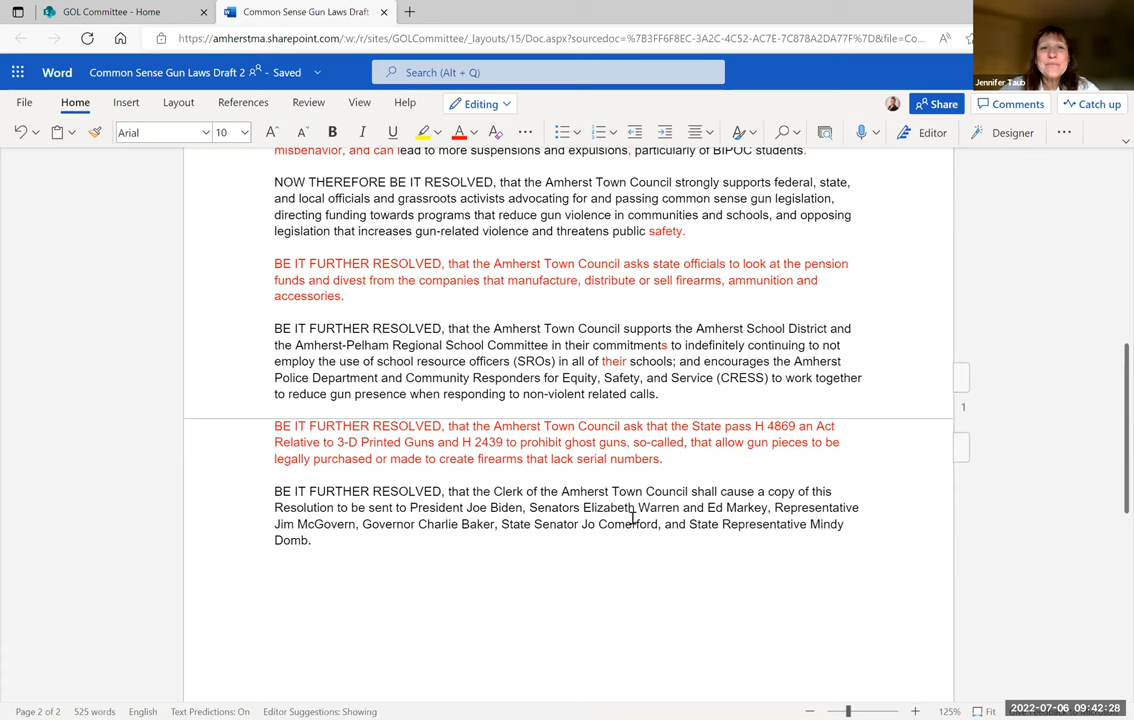 GOL Committee - Home
Common Sense Gun Laws Draft
https://amherstma.sharepoint.com/:w:/r/sites/GOLCommittee/_layouts/15/Doc.aspx?sourcedoc=%7B3FF6F8EC-3A2C-4C52-AC7E-7C878A2DA77F%7D&file=Co...
Word
Common Sense Gun Laws Draft 2 - Saved
Search (Alt + Q)
Jennifer Taub
File Home Insert Layout References Review View Help Editing Share Comments Catch up
Arial 10 B I U A Editor Designer
misbehavior, and can lead to more suspensions and expulsions, particularly of BIPOC students.
NOW THEREFORE BE IT RESOLVED, that the Amherst Town Council strongly supports federal, state,
and local officials and grassroots activists advocating for and passing common sense gun legislation,
directing funding towards programs that reduce gun violence in communities and schools, and opposing
legislation that increases gun-related violence and threatens public safety.
BE IT FURTHER RESOLVED, that the Amherst Town Council asks state officials to look at the pension
funds and divest from the companies that manufacture, distribute or sell firearms, ammunition and
accessories.
BE IT FURTHER RESOLVED, that the Amherst Town Council supports the Amherst School District and
the Amherst-Pelham Regional School Committee in their commitments to indefinitely continuing to not
employ the use of school resource officers (SROs) in all of their schools; and encourages the Amherst
Police Department and Community Responders for Equity, Safety, and Service (CRESS) to work together
to reduce gun presence when responding to non-violent related calls.
1
BE IT FURTHER RESOLVED, that the Amherst Town Council ask that the State pass H 4869 an Act
Relative to 3-D Printed Guns and H 2439 to prohibit ghost guns, so-called, that allow gun pieces to be
legally purchased or made to create firearms that lack serial numbers.
BE IT FURTHER RESOLVED, that the Clerk of the Amherst Town Council shall cause a copy of this
Resolution to be sent to President Joe Biden, Senators Elizabeth Warren and Ed Markey, Representative
Jim McGovern, Governor Charlie Baker, State Senator Jo Comerford, and State Representative Mindy
Domb.
Page 2 of 2 525 words English Text Predictions: On Editor Suggestions: Showing 125% Fit
2022-07-06 09:42:28